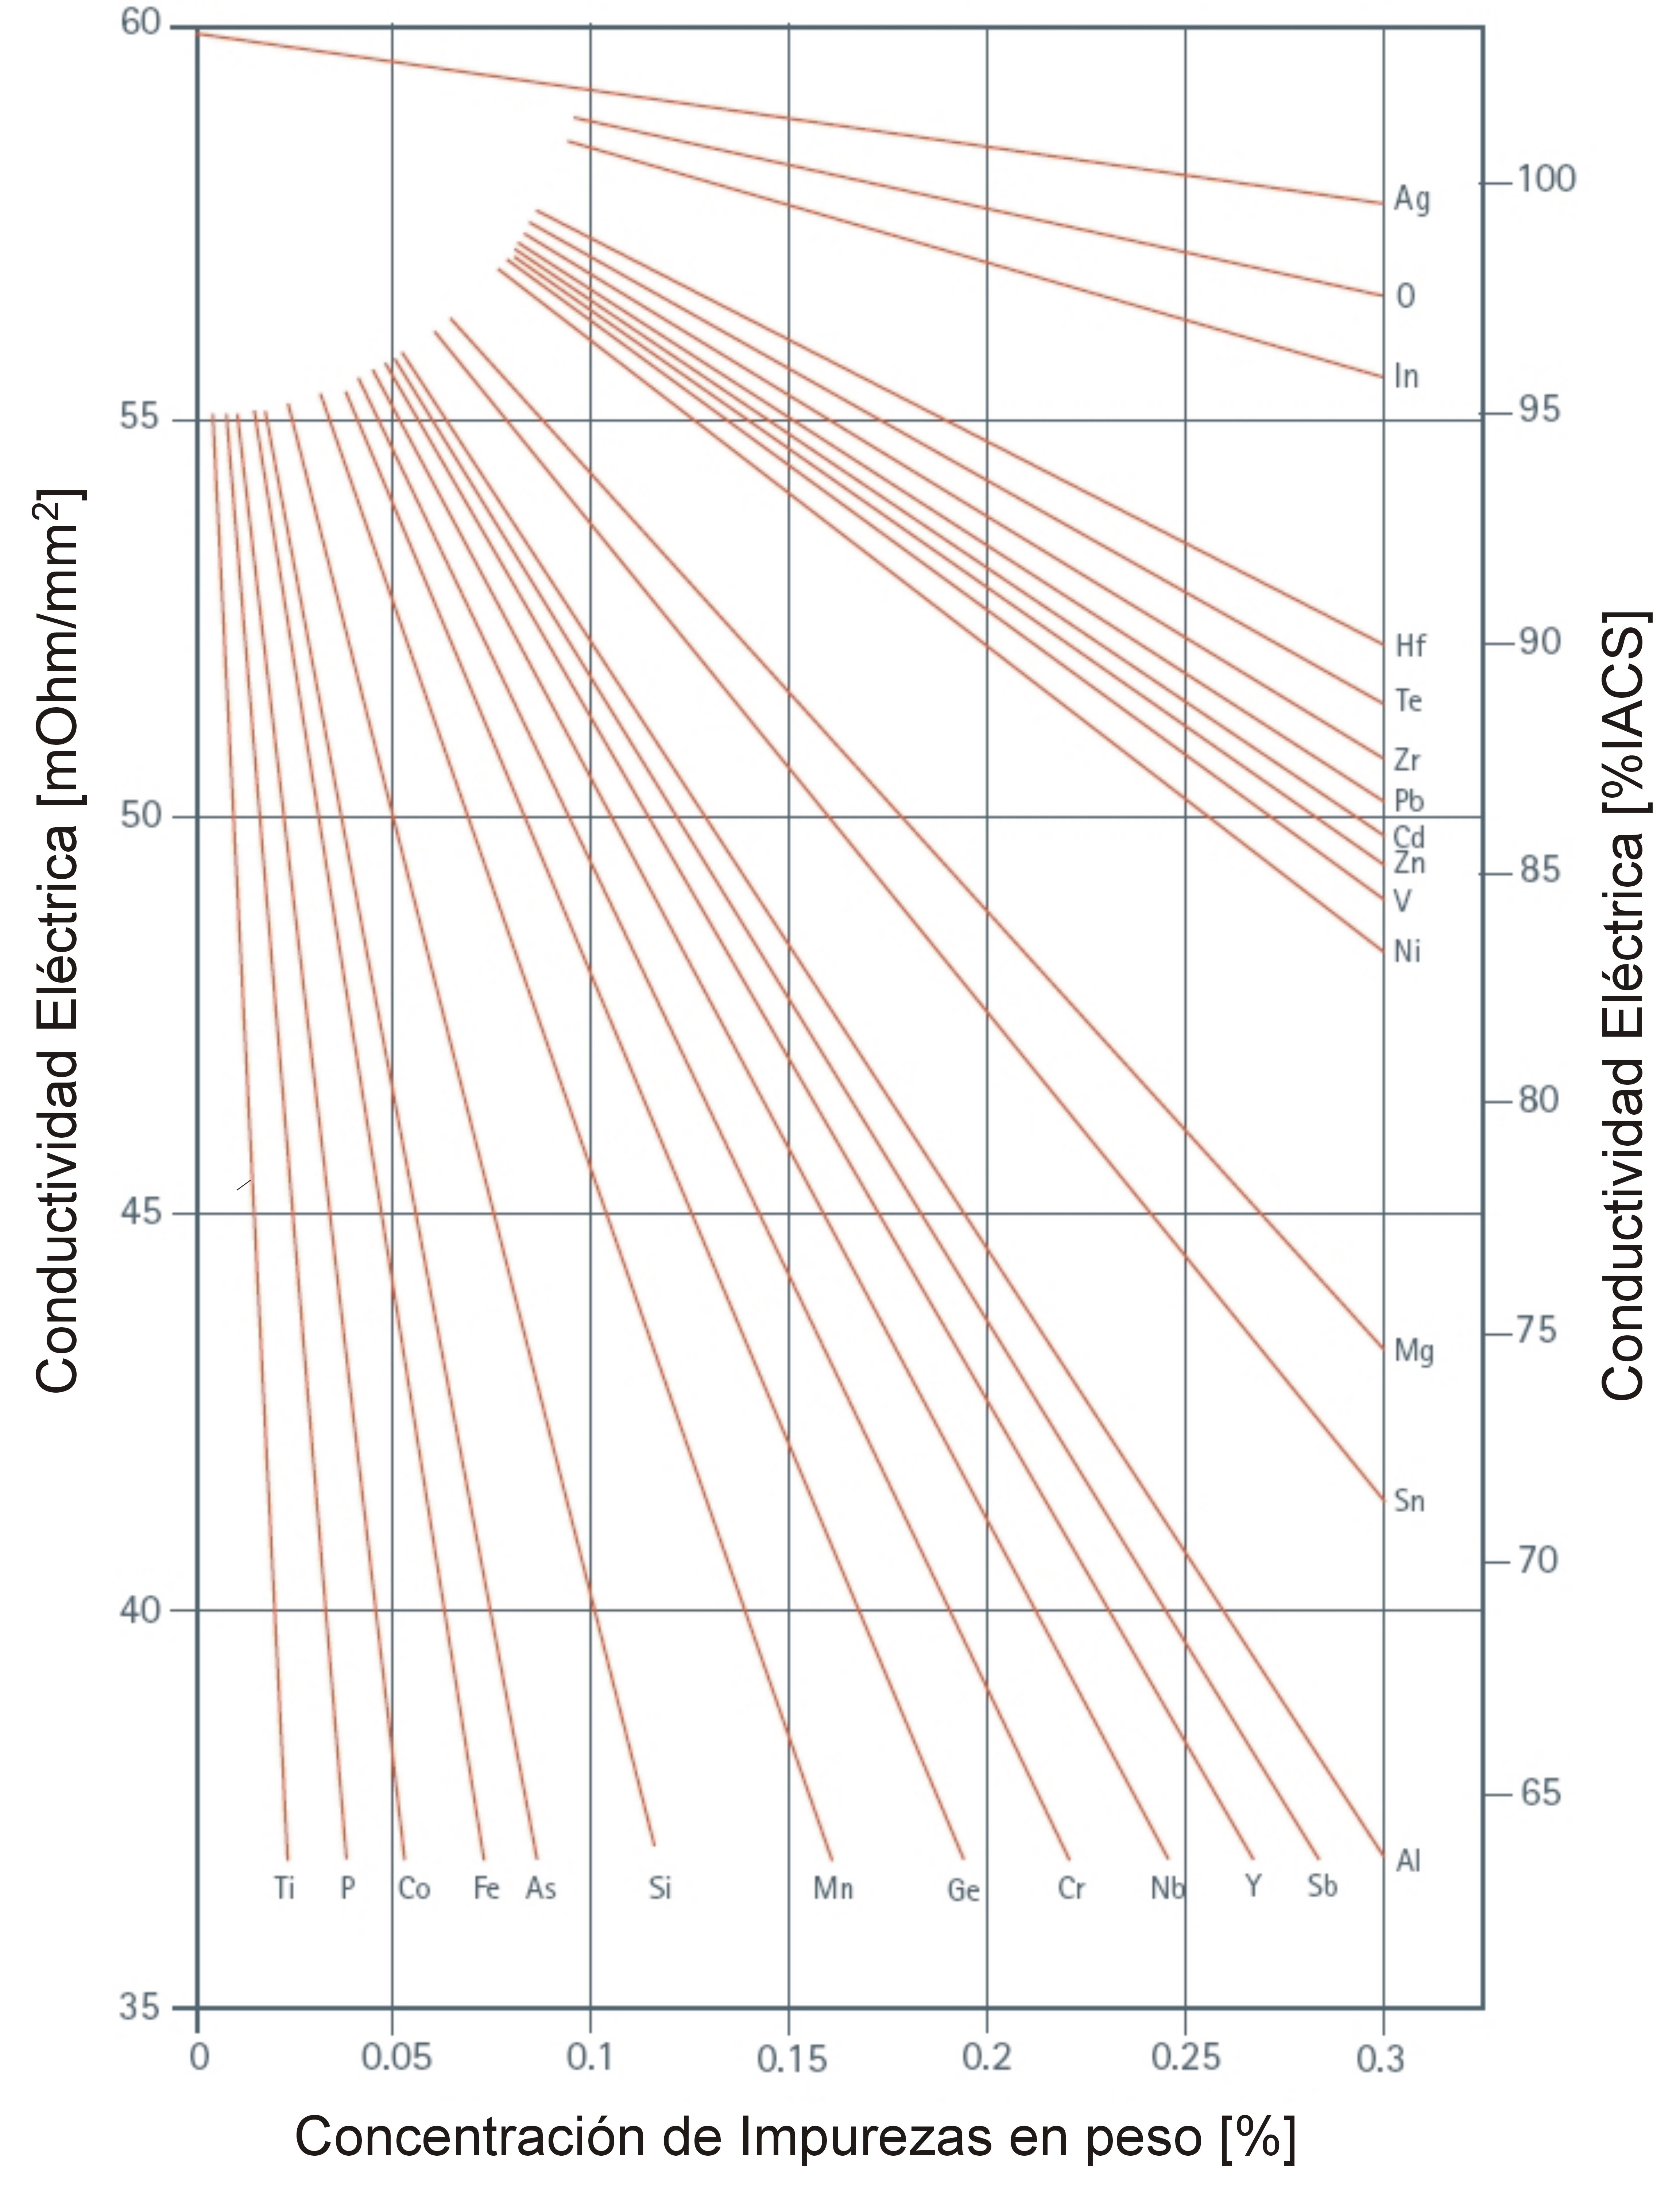 60
55
50
45
40
35
Conductividad Eléctrica [mOhm/mm²]
100
95
90
85
80
75
70
65
Conductividad Eléctrica [%IACS]
Ag
O
In
Hf
Te
Zr
Pb
Cd
Zn
V
Ni
Mg
Sn
Al
Ti P Co Fe As Si Mn Ge Cr Nb Y Sb
0 0.05 0.1 0.15 0.2 0.25 0.3
Concentración de Impurezas en peso [%]